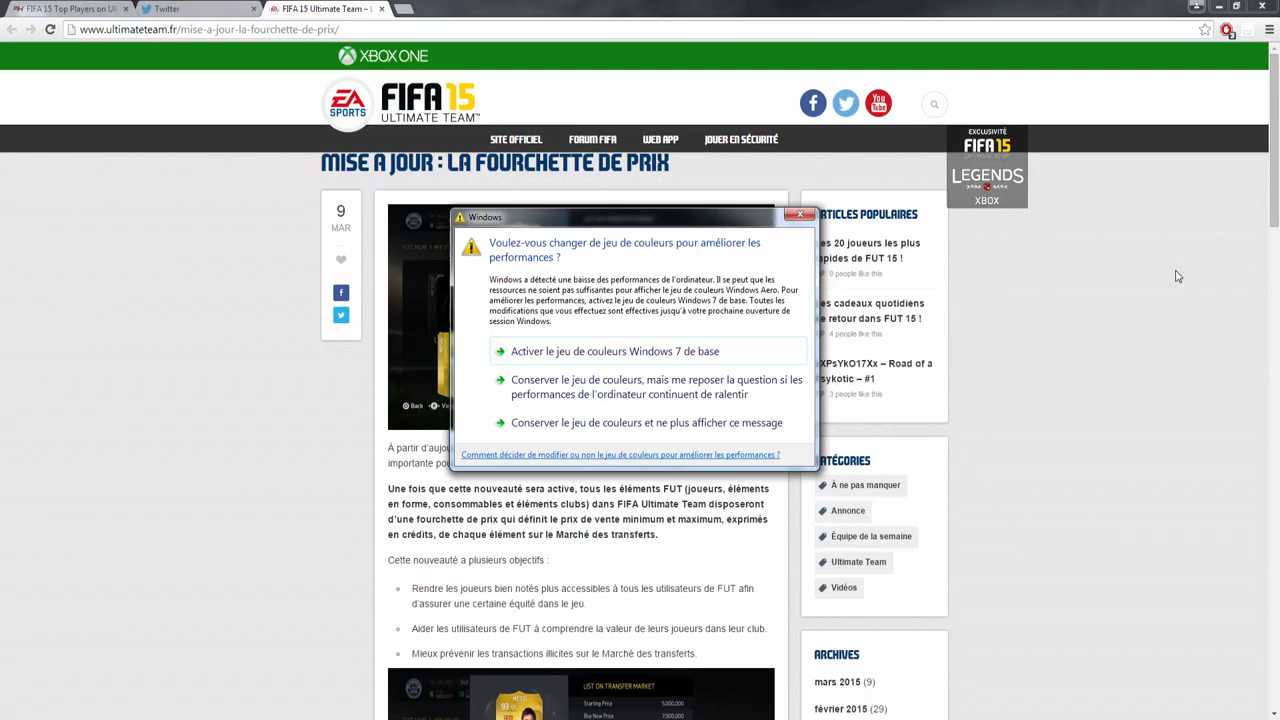 FIFA 15 Top Players on Ul
Twitter
FIFA 15 Ultimate Team – L
www.ultimateteam.fr/mise-a-jour-la-fourchette-de-prix/
XBOX ONE
EA SPORTS
FIFA 15
ULTIMATE TEAM™
SITE OFFICIEL FORUM FIFA WEB APP JOUER EN SÉCURITÉ
EXCLUSIVITÉ
FIFA 15
ULTIMATE TEAM
LEGENDS
XBOX
MISE A JOUR : LA FOURCHETTE DE PRIX
9
MAR
Windows
Voulez-vous changer de jeu de couleurs pour améliorer les
performances ?
Windows a détecté une baisse des performances de l'ordinateur. Il se peut que les
ressources ne soient pas suffisantes pour afficher le jeu de couleurs Windows Aero. Pour
améliorer les performances, activez le jeu de couleurs Windows 7 de base. Toutes les
modifications que vous effectuez sont effectives jusqu'à votre prochaine ouverture de
session Windows.
Activer le jeu de couleurs Windows 7 de base
Conserver le jeu de couleurs, mais me reposer la question si les
performances de l'ordinateur continuent de ralentir
Conserver le jeu de couleurs et ne plus afficher ce message
Comment décider de modifier ou non le jeu de couleurs pour améliorer les performances ?
Back
À partir d'aujou
importante pou
Une fois que cette nouveauté sera active, tous les éléments FUT (joueurs, éléments
en forme, consommables et éléments clubs) dans FIFA Ultimate Team disposeront
d'une fourchette de prix qui définit le prix de vente minimum et maximum, exprimés
en crédits, de chaque élément sur le Marché des transferts.
Cette nouveauté a plusieurs objectifs :
Rendre les joueurs bien notés plus accessibles à tous les utilisateurs de FUT afin
d'assurer une certaine équité dans le jeu.
Aider les utilisateurs de FUT à comprendre la valeur de leurs joueurs dans leur club.
Mieux prévenir les transactions illicites sur le Marché des transferts.
MESSI
93
LIST ON TRANSFER MARKET
Starting Price 5,000,000
Buy Now Price 7,500,000
ARTICLES POPULAIRES
es 20 joueurs les plus
pides de FUT 15 !
9 people like this
es cadeaux quotidiens
e retour dans FUT 15 !
4 people like this
XPsYkO17Xx – Road of a
sykotic – #1
3 people like this
ATÉGORIES
À ne pas manquer
Annonce
Équipe de la semaine
Ultimate Team
Vidéos
ARCHIVES
mars 2015 (9)
février 2015 (29)